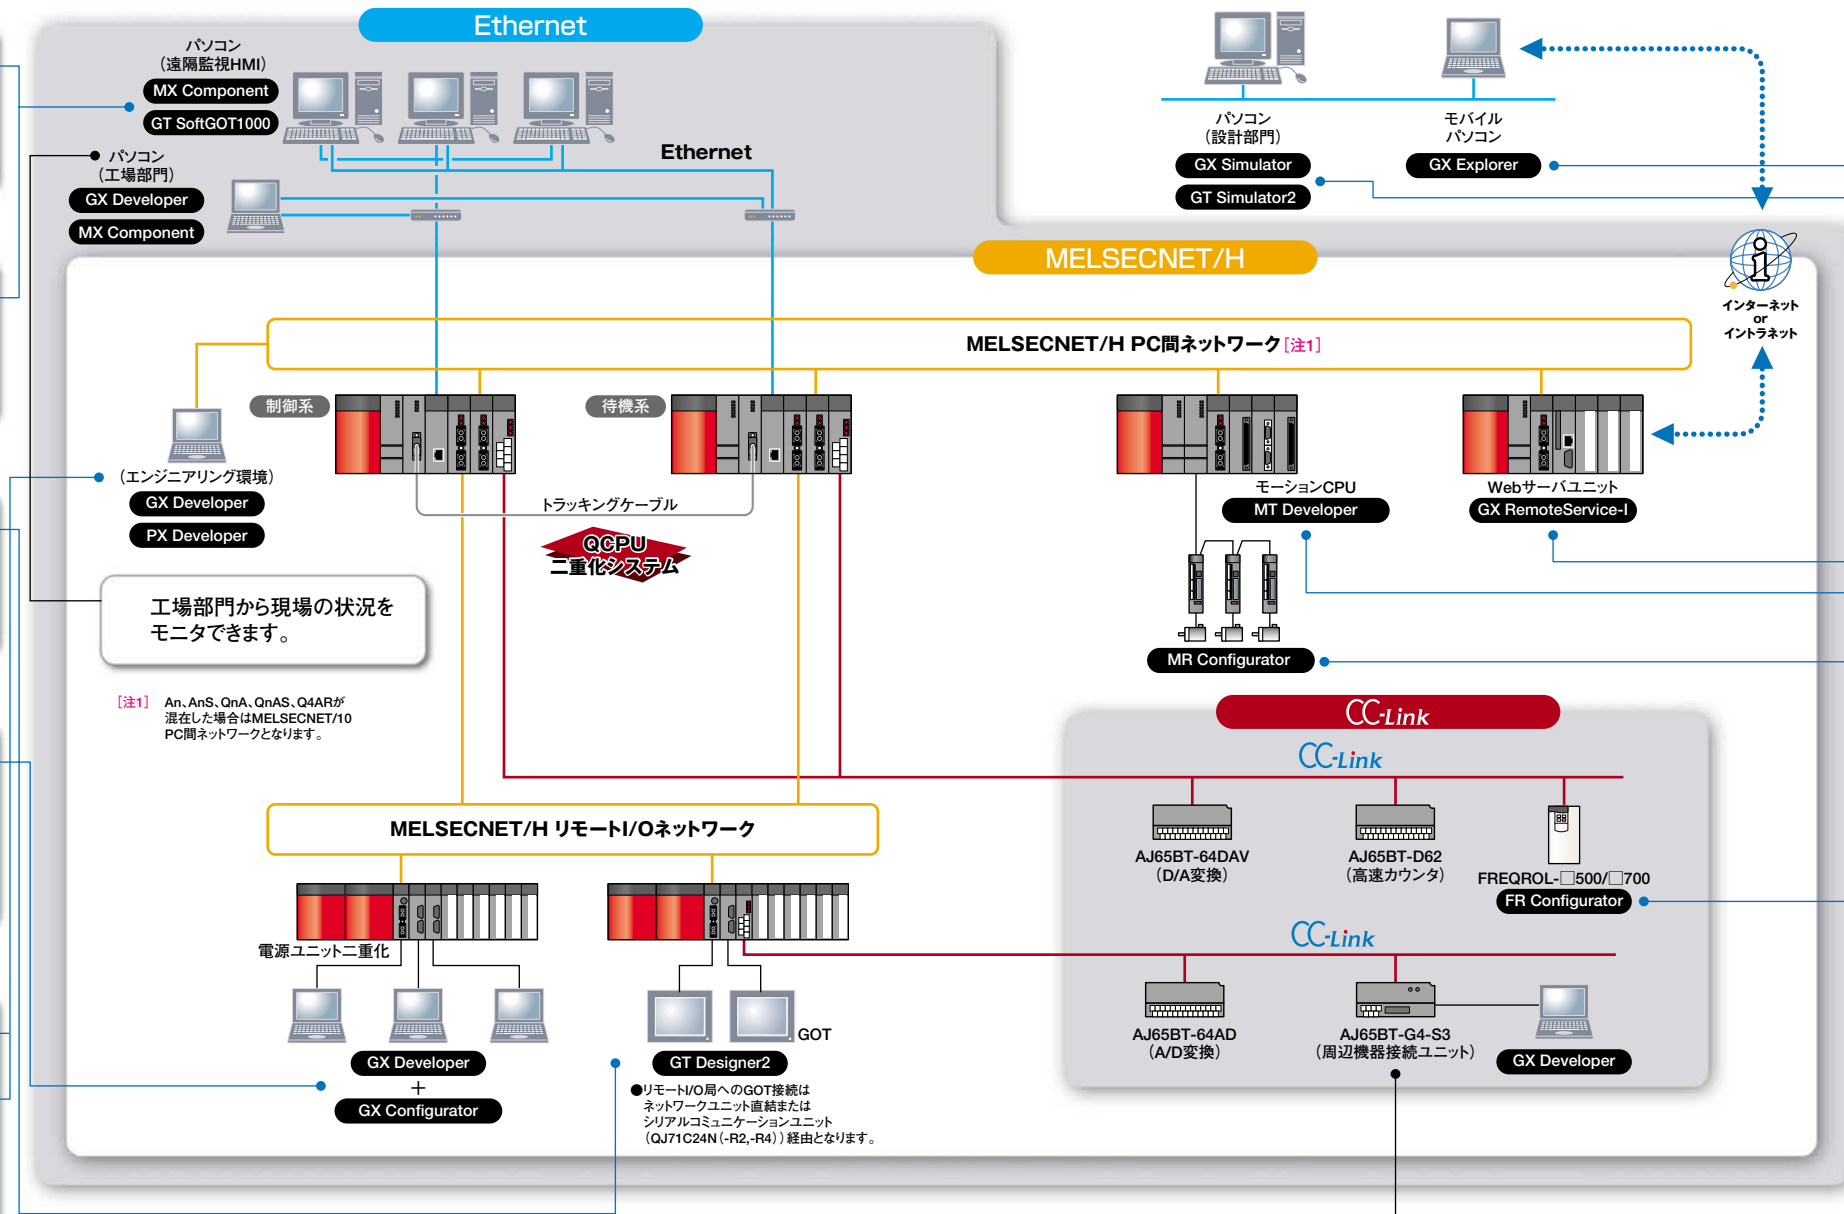 Ethernet
パソコン
（遠隔監視HMI）
MX Component
GT SoftGOT1000
パソコン
（工場部門）
GX Developer
MX Component
Ethernet
パソコン
（設計部門）
GX Simulator
GT Simulator2
モバイル
パソコン
GX Explorer
MELSECNET/H
インターネット
or
イントラネット
MELSECNET/H PC間ネットワーク［注1］
制御系
待機系
（エンジニアリング環境）
GX Developer
PX Developer
トラッキングケーブル
QCPU
二重化システム
モーションCPU
MT Developer
Webサーバユニット
GX RemoteService-I
工場部門から現場の状況を
モニタできます。
MR Configurator
［注1］ An、AnS、QnA、QnAS、Q4ARが
混在した場合はMELSECNET/10
PC間ネットワークとなります。
CC-Link
CC-Link
MELSECNET/H リモートI/Oネットワーク
AJ65BT-64DAV
（D/A変換）
AJ65BT-D62
（高速カウンタ）
FREQROL-□500/□700
FR Configurator
電源ユニット二重化
CC-Link
GOT
AJ65BT-64AD
（A/D変換）
AJ65BT-G4-S3
（周辺機器接続ユニット）
GX Developer
GX Developer
+
GX Configurator
GT Designer2
●リモートI/O局へのGOT接続は
ネットワークユニット直結または
シリアルコミュニケーションユニット
（QJ71C24N（-R2,-R4））経由となります。